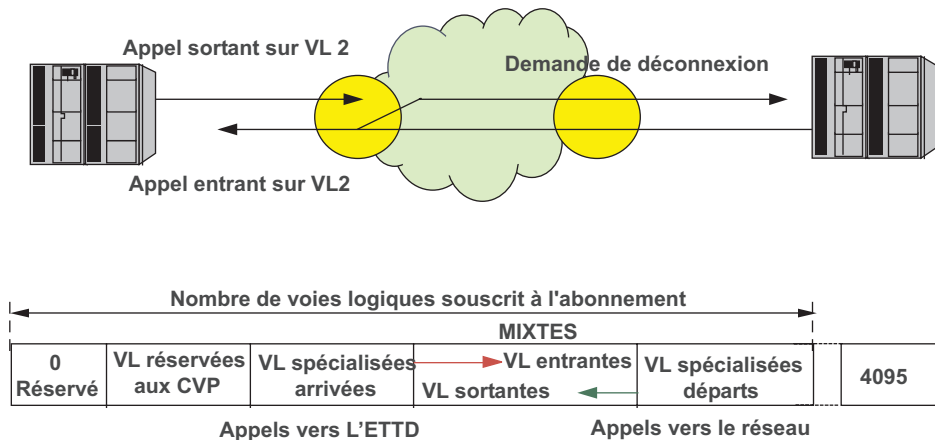 Appel sortant sur VL 2
Demande de déconnexion
Appel entrant sur VL2
Nombre de voies logiques souscrit à l'abonnement
MIXTES
0
Réservé
VL réservées
aux CVP
VL spécialisées
arrivées
VL entrantes
VL sortantes
VL spécialisées
départs
4095
Appels vers L'ETTD
Appels vers le réseau